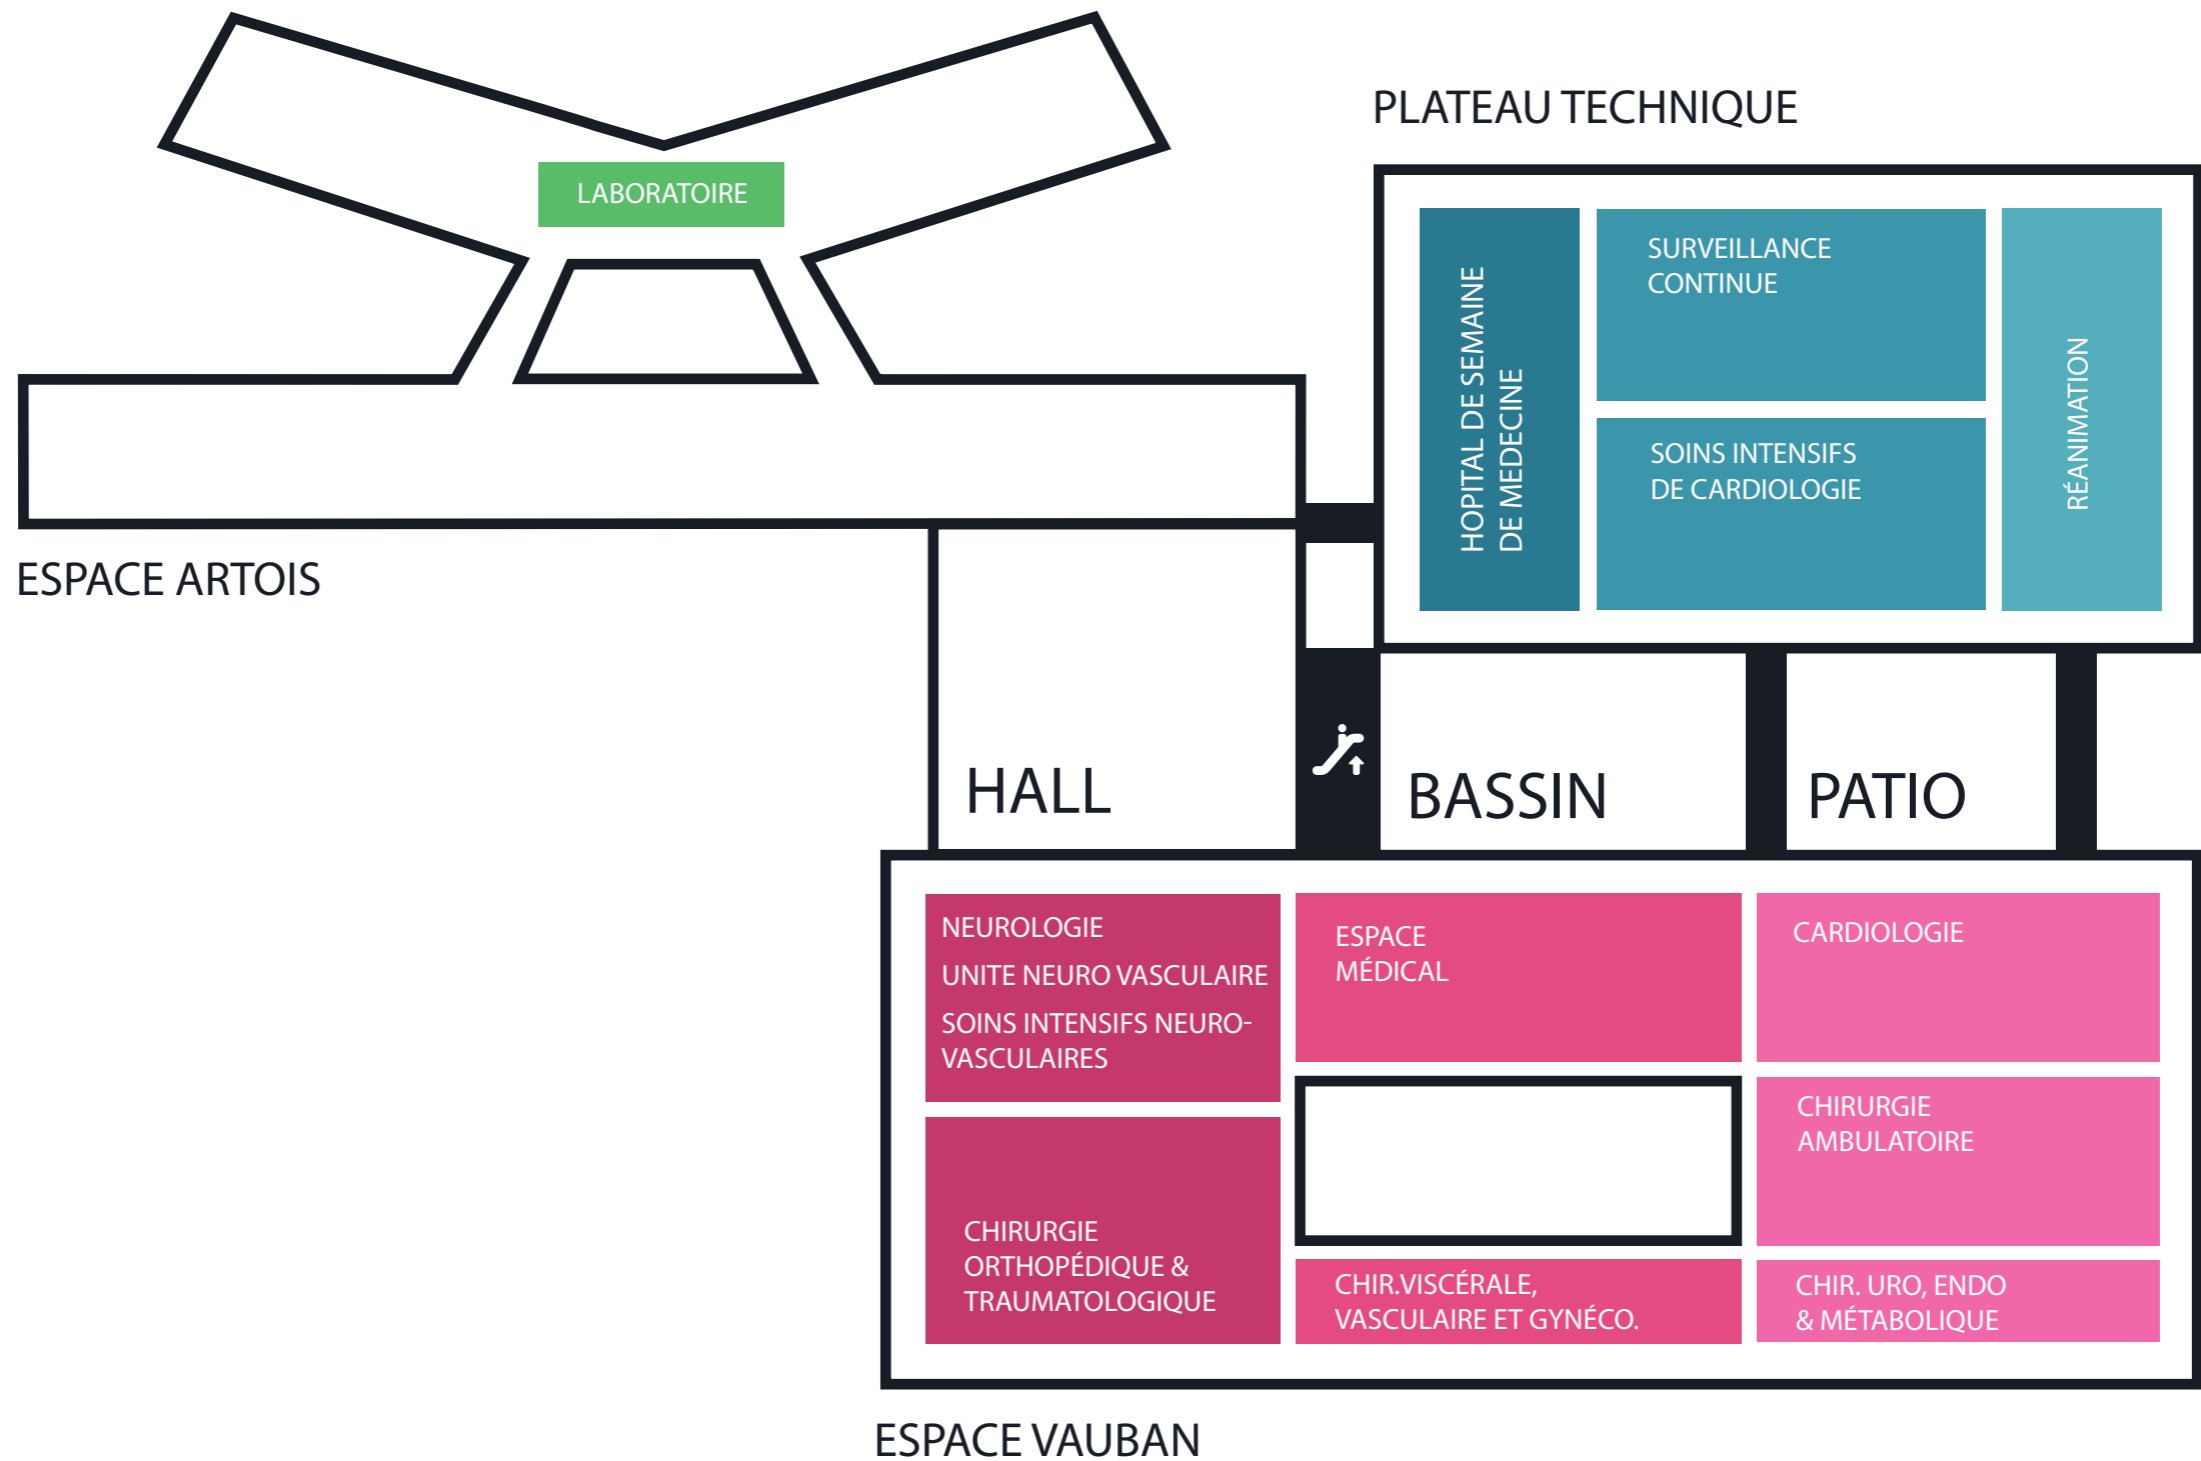 PLATEAU TECHNIQUE
LABORATOIRE
HOPITAL DE SEMAINE
DE MEDECINE
SURVEILLANCE
CONTINUE
SOINS INTENSIFS
DE CARDIOLOGIE
RÉANIMATION
ESPACE ARTOIS
HALL
BASSIN
PATIO
NEUROLOGIE
UNITE NEURO VASCULAIRE
SOINS INTENSIFS NEURO-
VASCULAIRES
ESPACE
MÉDICAL
CARDIOLOGIE
CHIRURGIE
AMBULATOIRE
CHIRURGIE
ORTHOPÉDIQUE &
TRAUMATOLOGIQUE
CHIR.VISCÉRALE,
VASCULAIRE ET GYNÉCO.
CHIR. URO, ENDO
& MÉTABOLIQUE
ESPACE VAUBAN